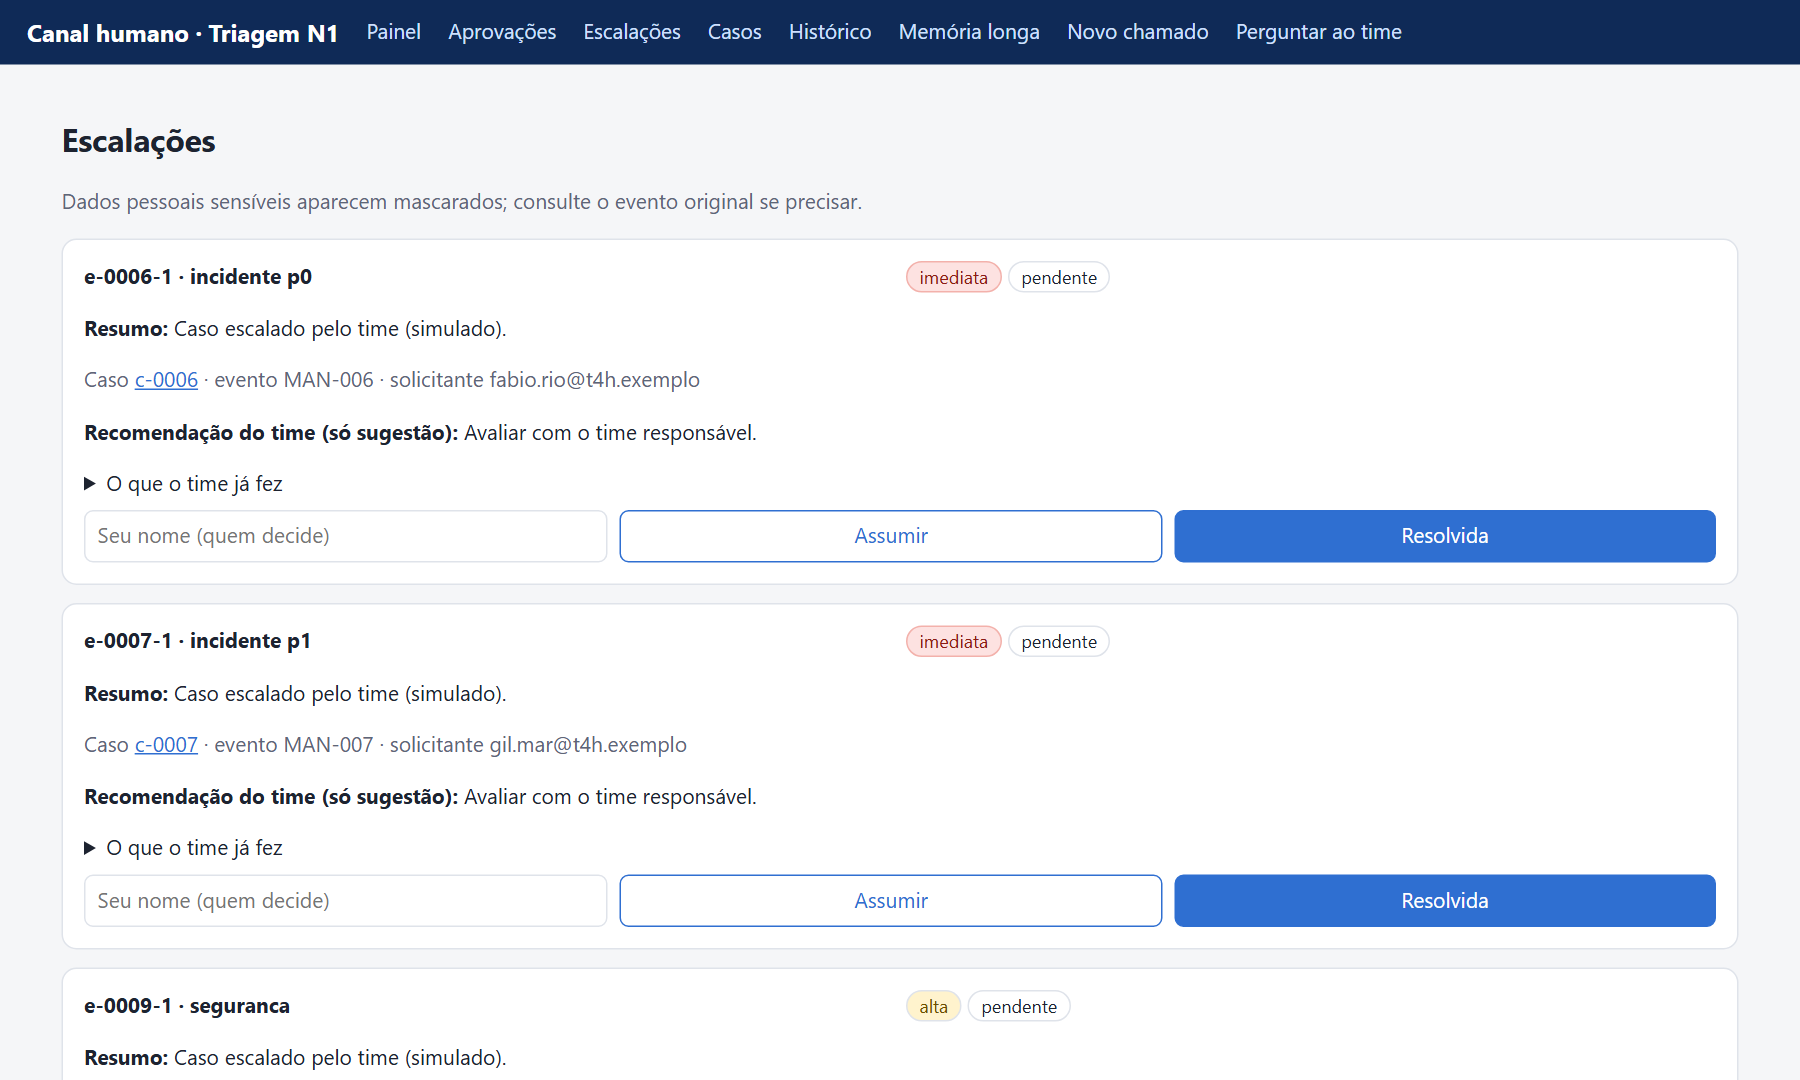 Canal humano · Triagem N1 Painel Aprovações Escalações Casos Histórico Memória longa Novo chamado Perguntar ao time
Escalações
Dados pessoais sensíveis aparecem mascarados; consulte o evento original se precisar.
e-0006-1 · incidente p0 imediata pendente
Resumo: Caso escalado pelo time (simulado).
Caso c-0006 · evento MAN-006 · solicitante fabio.rio@t4h.exemplo
Recomendação do time (só sugestão): Avaliar com o time responsável.
O que o time já fez
Seu nome (quem decide) Assumir Resolvida
e-0007-1 · incidente p1 imediata pendente
Resumo: Caso escalado pelo time (simulado).
Caso c-0007 · evento MAN-007 · solicitante gil.mar@t4h.exemplo
Recomendação do time (só sugestão): Avaliar com o time responsável.
O que o time já fez
Seu nome (quem decide) Assumir Resolvida
e-0009-1 · seguranca alta pendente
Resumo: Caso escalado pelo time (simulado).